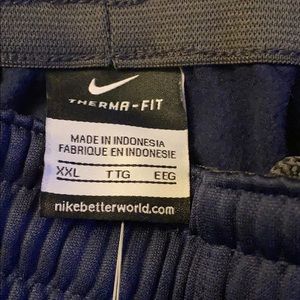 THERMA-FIT
MADE IN INDONESIA
FABRIQUE EN INDONESIE
XXL TTG EEG
nikebetterworld.com